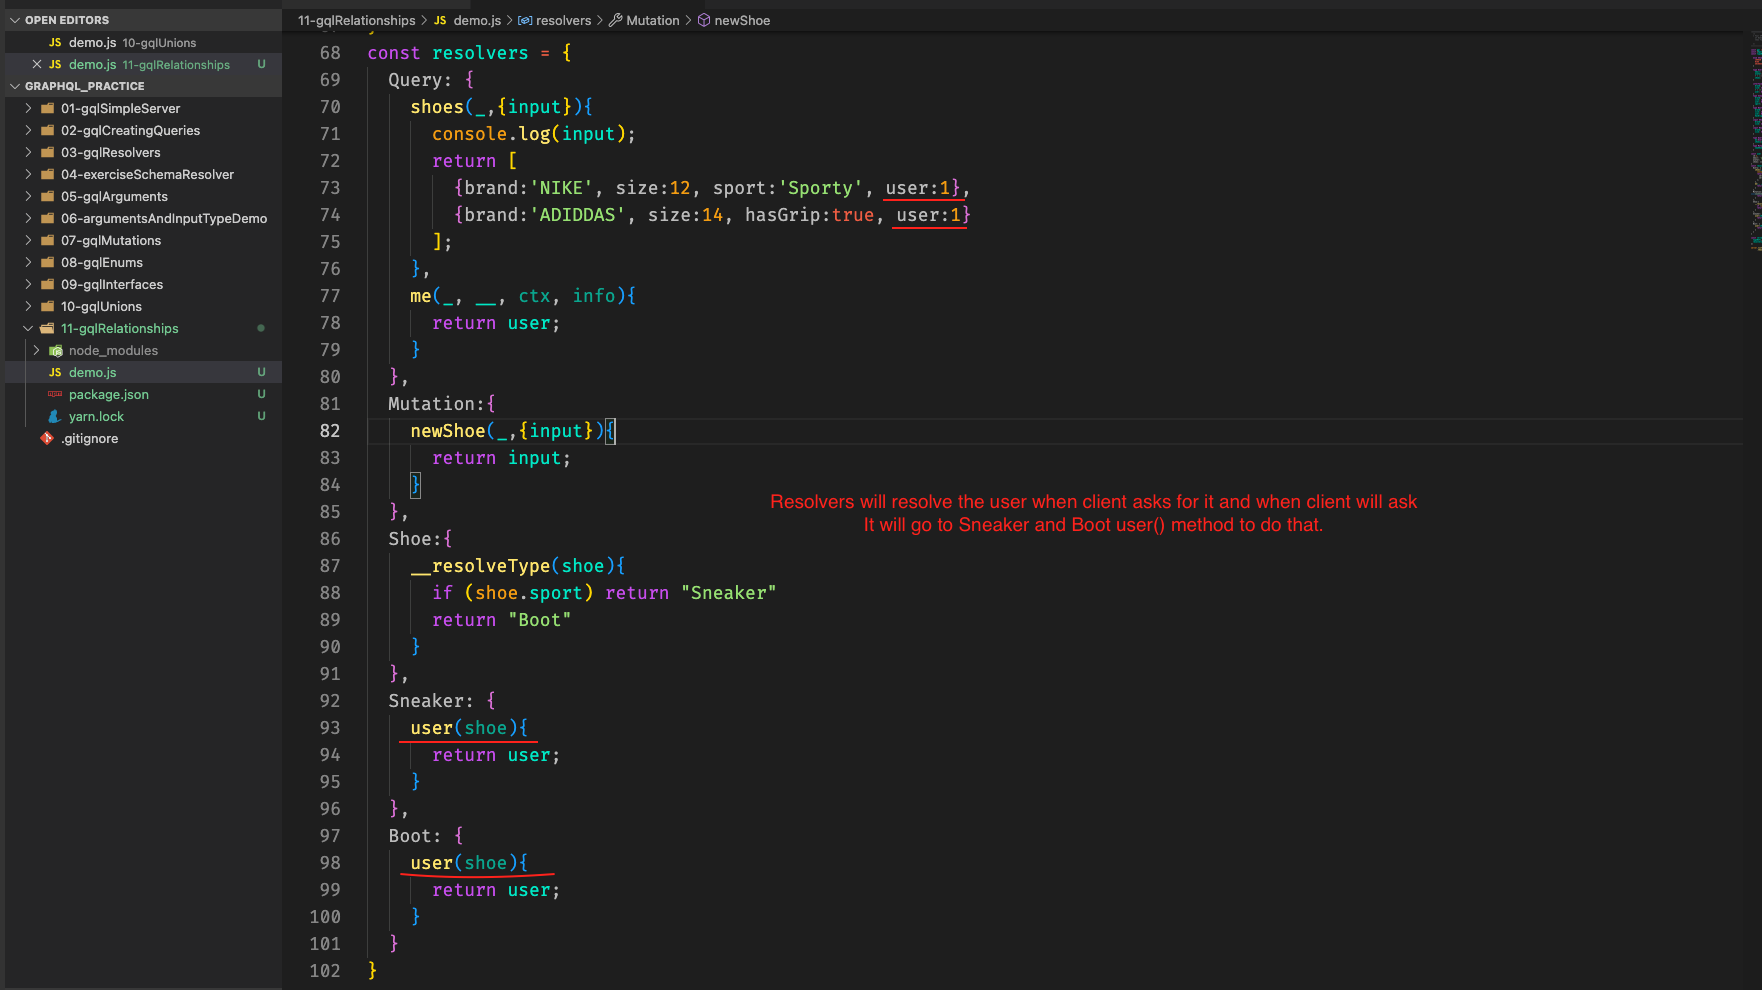 OPEN EDITORS
JS demo.js 10-gqlUnions
JS demo.js 11-gqlRelationships U
GRAPHQL_PRACTICE
01-gqlSimpleServer
02-gqlCreatingQueries
03-gqlResolvers
04-exerciseSchemaResolver
05-gqlArguments
06-argumentsAndInputTypeDemo
07-gqlMutations
08-gqlEnums
09-gqlInterfaces
10-gqlUnions
11-gqlRelationships
node_modules
JS demo.js U
package.json U
yarn.lock U
.gitignore
11-gqlRelationships > JS demo.js > resolvers > Mutation > newShoe
68 const resolvers = {
69 Query: {
70 shoes(_,{input}){
71 console.log(input);
72 return [
73 {brand:'NIKE', size:12, sport:'Sporty', user:1},
74 {brand:'ADIDDAS', size:14, hasGrip:true, user:1}
75 ];
76 },
77 me(_, __, ctx, info){
78 return user;
79 }
80 },
81 Mutation:{
82 newShoe(_,{input}){
83 return input;
84 }
85 },
86 Shoe:{
87 __resolveType(shoe){
88 if (shoe.sport) return "Sneaker"
89 return "Boot"
90 }
91 },
92 Sneaker: {
93 user(shoe){
94 return user;
95 }
96 },
97 Boot: {
98 user(shoe){
99 return user;
100 }
101 }
102 }
Resolvers will resolve the user when client asks for it and when client will ask
It will go to Sneaker and Boot user() method to do that.